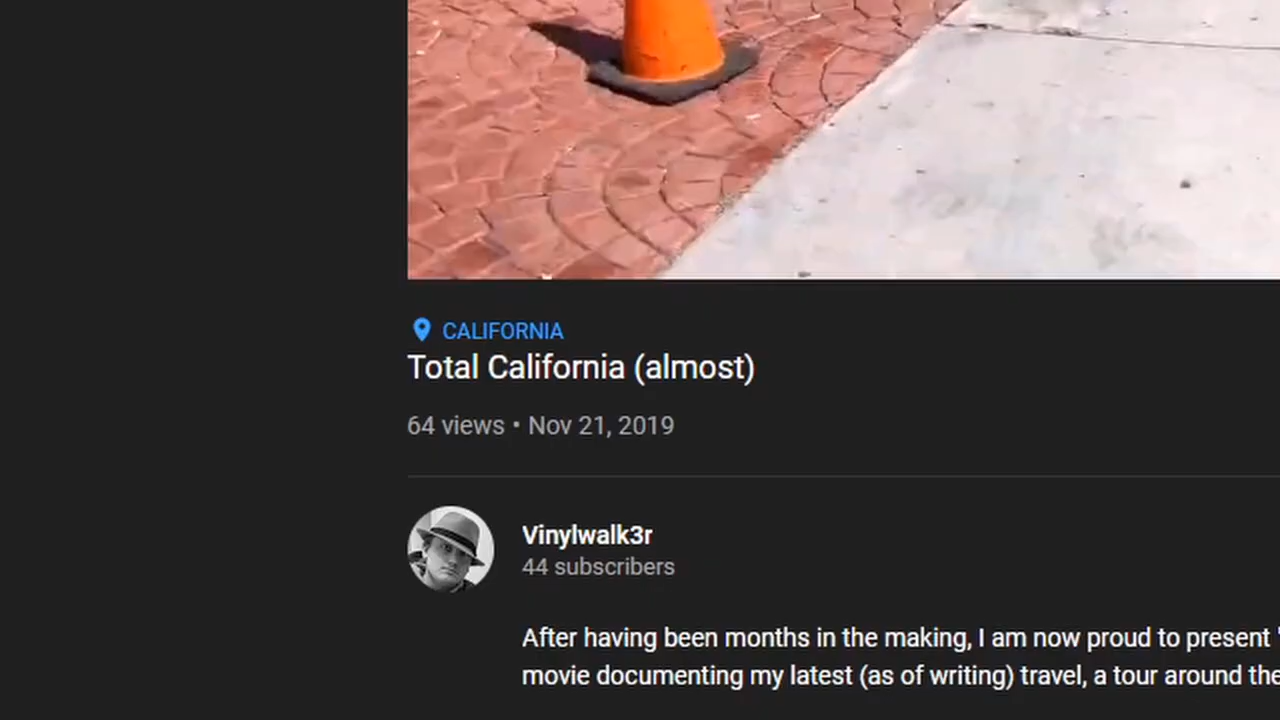 CALIFORNIA
Total California (almost)
64 views • Nov 21, 2019
Vinylwalk3r
44 subscribers
After having been months in the making, I am now proud to present '
movie documenting my latest (as of writing) travel, a tour around the